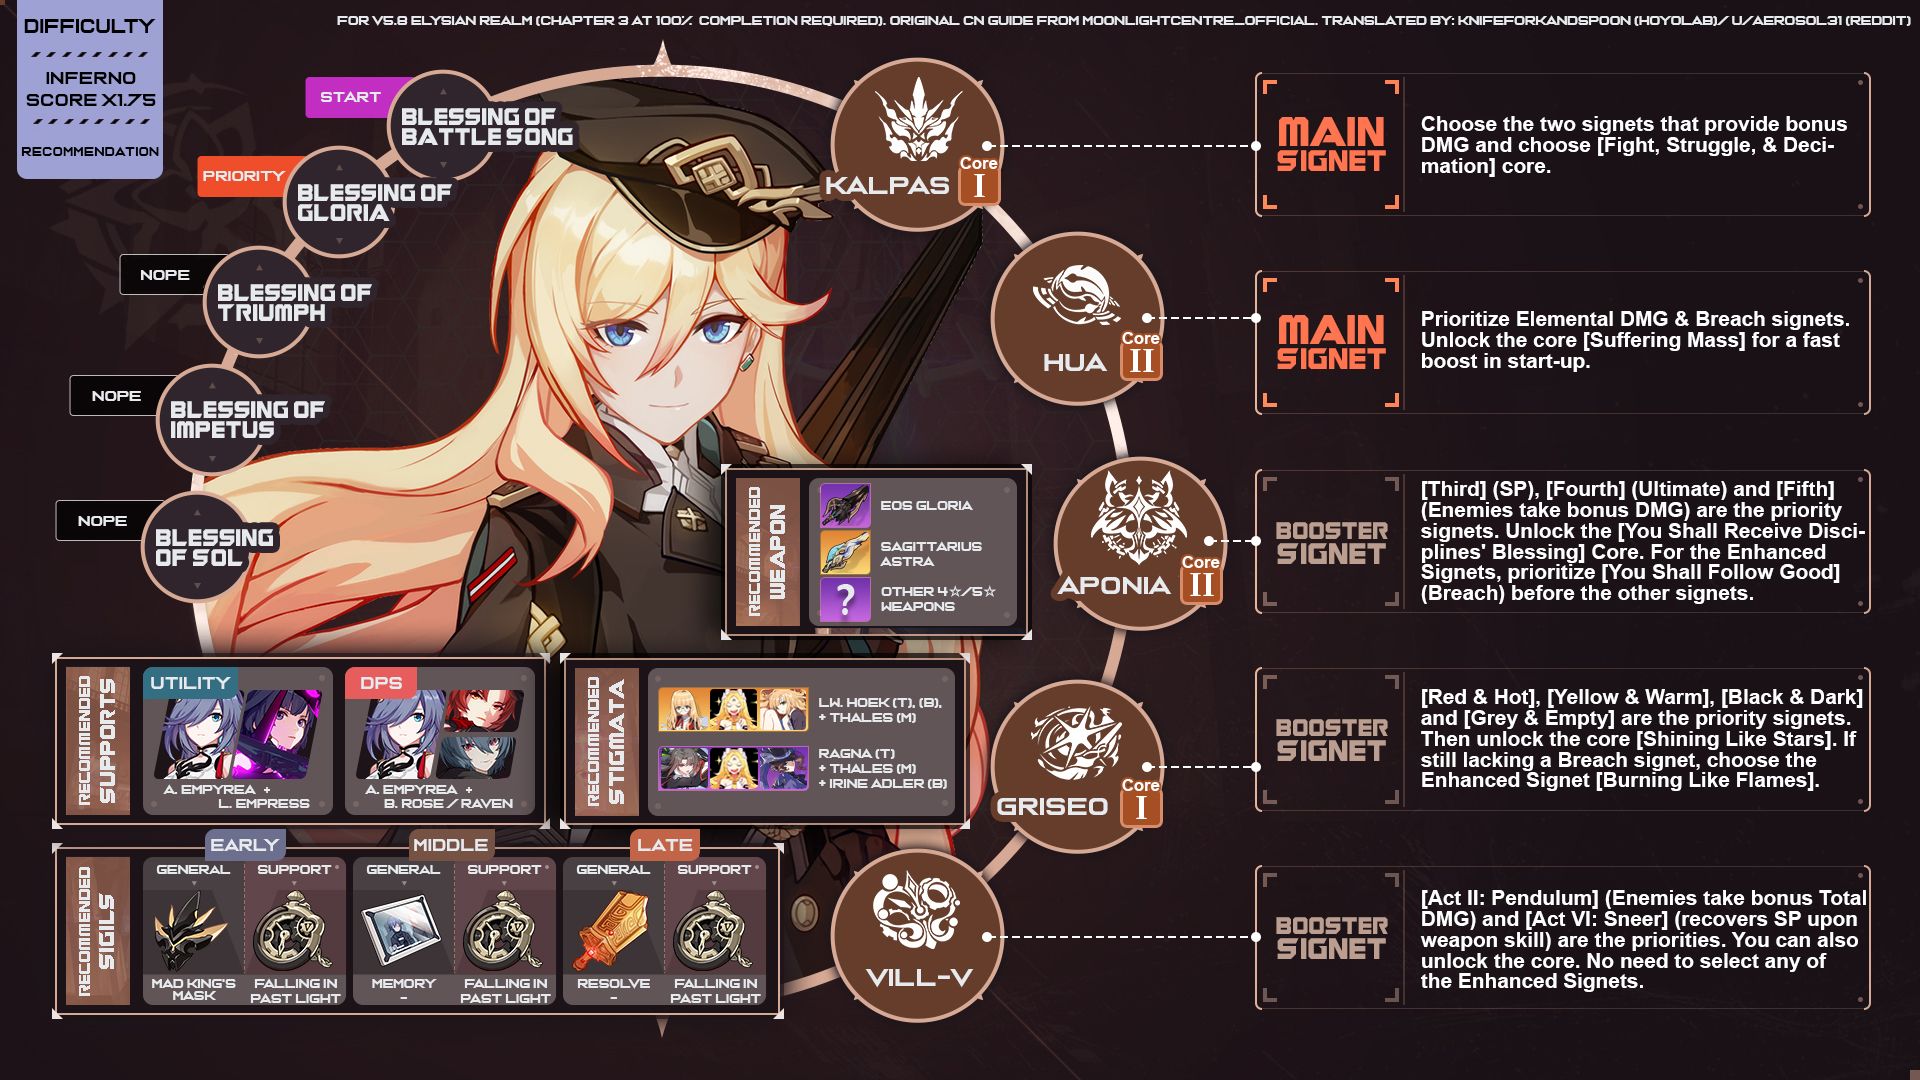 FOR V5.8 ELYSIAN REALM (CHAPTER 3 AT 100% COMPLETION REQUIRED). ORIGINAL CN GUIDE FROM MOONLIGHTCENTRE_OFFICIAL. TRANSLATED BY: KNIFEFORKANDSPOON (HOYOLAB)/ U/AEROSOL31 (REDDIT)
DIFFICULTY
INFERNO
SCORE X1.75
RECOMMENDATION
START
BLESSING OF
BATTLE SONG
PRIORITY
BLESSING OF
GLORIA
NOPE
BLESSING OF
TRIUMPH
NOPE
BLESSING OF
IMPETUS
NOPE
BLESSING
OF SOL
KALPAS
Core
I
MAIN
SIGNET
Choose the two signets that provide bonus
DMG and choose [Fight, Struggle, & Deci-
mation] core.
HUA
Core
II
MAIN
SIGNET
Prioritize Elemental DMG & Breach signets.
Unlock the core [Suffering Mass] for a fast
boost in start-up.
APONIA
Core
II
BOOSTER
SIGNET
[Third] (SP), [Fourth] (Ultimate) and [Fifth]
(Enemies take bonus DMG) are the priority
signets. Unlock the [You Shall Receive Disci-
plines' Blessing] Core. For the Enhanced
Signets, prioritize [You Shall Follow Good]
(Breach) before the other signets.
GRISEO
Core
I
BOOSTER
SIGNET
[Red & Hot], [Yellow & Warm], [Black & Dark]
and [Grey & Empty] are the priority signets.
Then unlock the core [Shining Like Stars]. If
still lacking a Breach signet, choose the
Enhanced Signet [Burning Like Flames].
VILL-V
BOOSTER
SIGNET
[Act II: Pendulum] (Enemies take bonus Total
DMG) and [Act VI: Sneer] (recovers SP upon
weapon skill) are the priorities. You can also
unlock the core. No need to select any of
the Enhanced Signets.
RECOMMENDED
WEAPON
EOS GLORIA
SAGITTARIUS
ASTRA
?
OTHER 4☆/5☆
WEAPONS
RECOMMENDED
SUPPORTS
UTILITY
A. EMPYREA +
L. EMPRESS
DPS
A. EMPYREA +
B. ROSE / RAVEN
RECOMMENDED
STIGMATA
L.W. HOEK (T), (B),
+ THALES (M)
RAGNA (T)
+ THALES (M)
+ IRINE ADLER (B)
RECOMMENDED
SIGILS
EARLY
GENERAL
SUPPORT
MAD KING'S
MASK
FALLING IN
PAST LIGHT
MIDDLE
GENERAL
SUPPORT
MEMORY
-
FALLING IN
PAST LIGHT
LATE
GENERAL
SUPPORT
RESOLVE
-
FALLING IN
PAST LIGHT